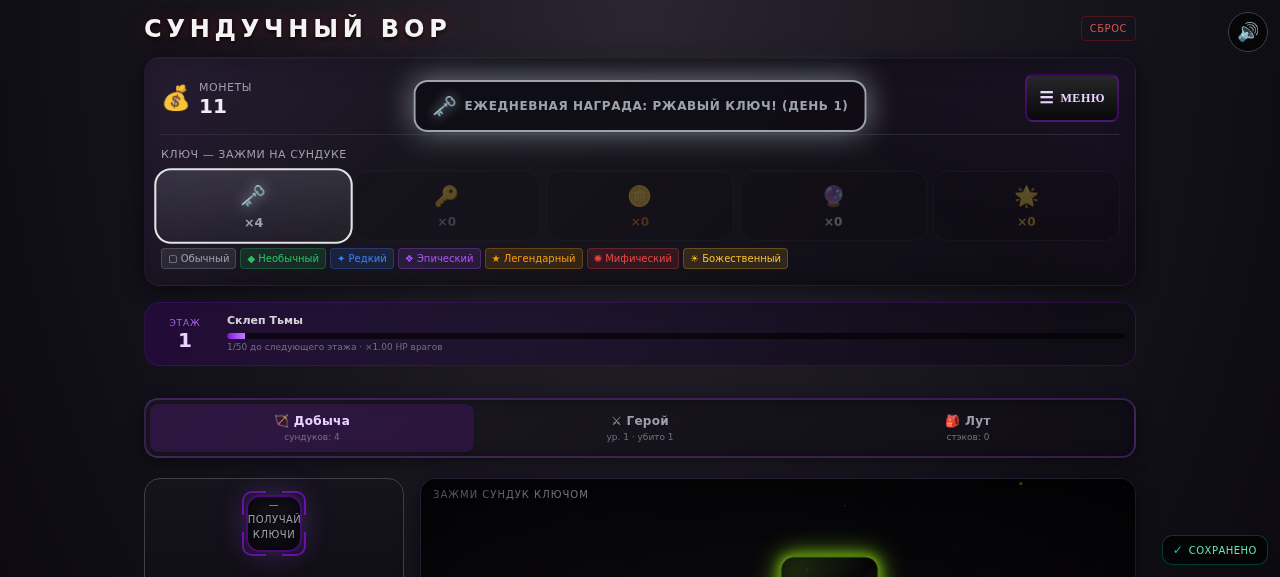 СУНДУЧНЫЙ ВОР
СБРОС
МОНЕТЫ
11
ЕЖЕДНЕВНАЯ НАГРАДА: РЖАВЫЙ КЛЮЧ! (ДЕНЬ 1)
☰ МЕНЮ
КЛЮЧ — ЗАЖМИ НА СУНДУКЕ
×4
×0
×0
×0
×0
▢ Обычный
◆ Необычный
✦ Редкий
❖ Эпический
★ Легендарный
✺ Мифический
☀ Божественный
ЭТАЖ
1
Склеп Тьмы
1/50 до следующего этажа · ×1.00 HP врагов
🏹 Добыча
сундуков: 4
⚔ Герой
ур. 1 · убито 1
🎒 Лут
стэков: 0
—
ПОЛУЧАЙ
КЛЮЧИ
ЗАЖМИ СУНДУК КЛЮЧОМ
✓ СОХРАНЕНО